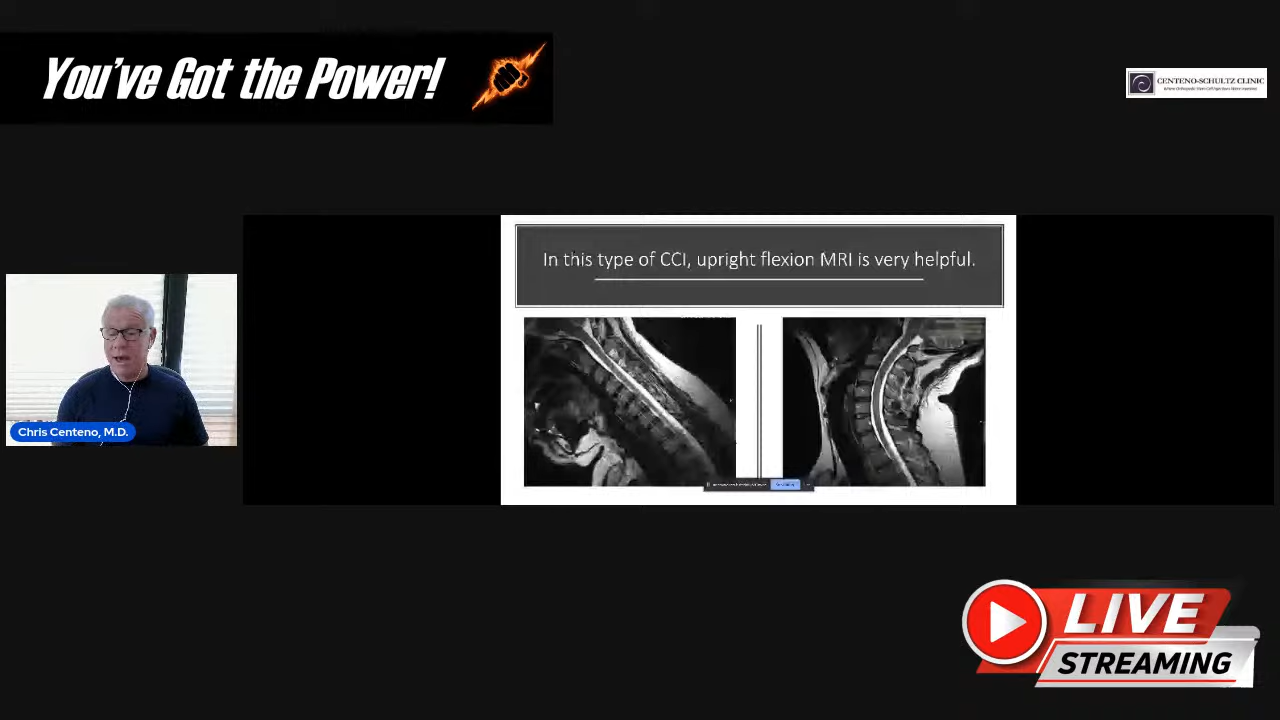 You've Got the Power!
CENTENO-SCHULTZ CLINIC
In this type of CCI, upright flexion MRI is very helpful.
Chris Centeno, M.D.
LIVE
STREAMING